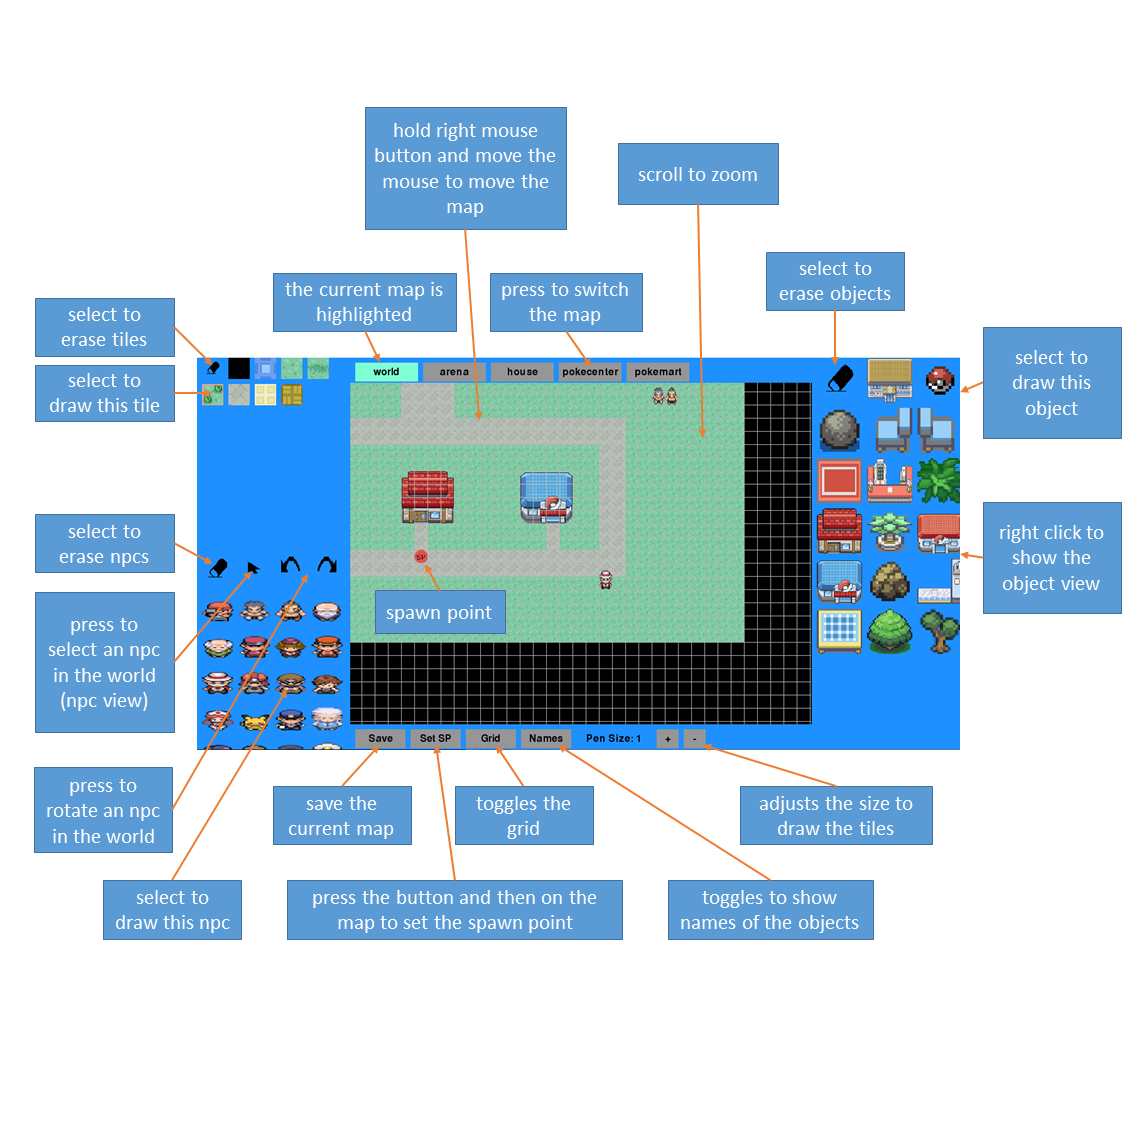 hold right mouse
button and move the
mouse to move the
map
scroll to zoom
select to
erase objects
the current map is
highlighted
press to switch
the map
select to
erase tiles
select to
draw this
object
select to
draw this tile
world
arena
house
pokecenter
pokemart
select to
erase npcs
right click to
show the
object view
SP
spawn point
press to
select an npc
in the world
(npc view)
Save
Set SP
Grid
Names
Pen Size: 1
+
-
press to
rotate an npc
in the world
save the
current map
toggles the
grid
adjusts the size to
draw the tiles
select to
draw this npc
press the button and then on the
map to set the spawn point
toggles to show
names of the objects